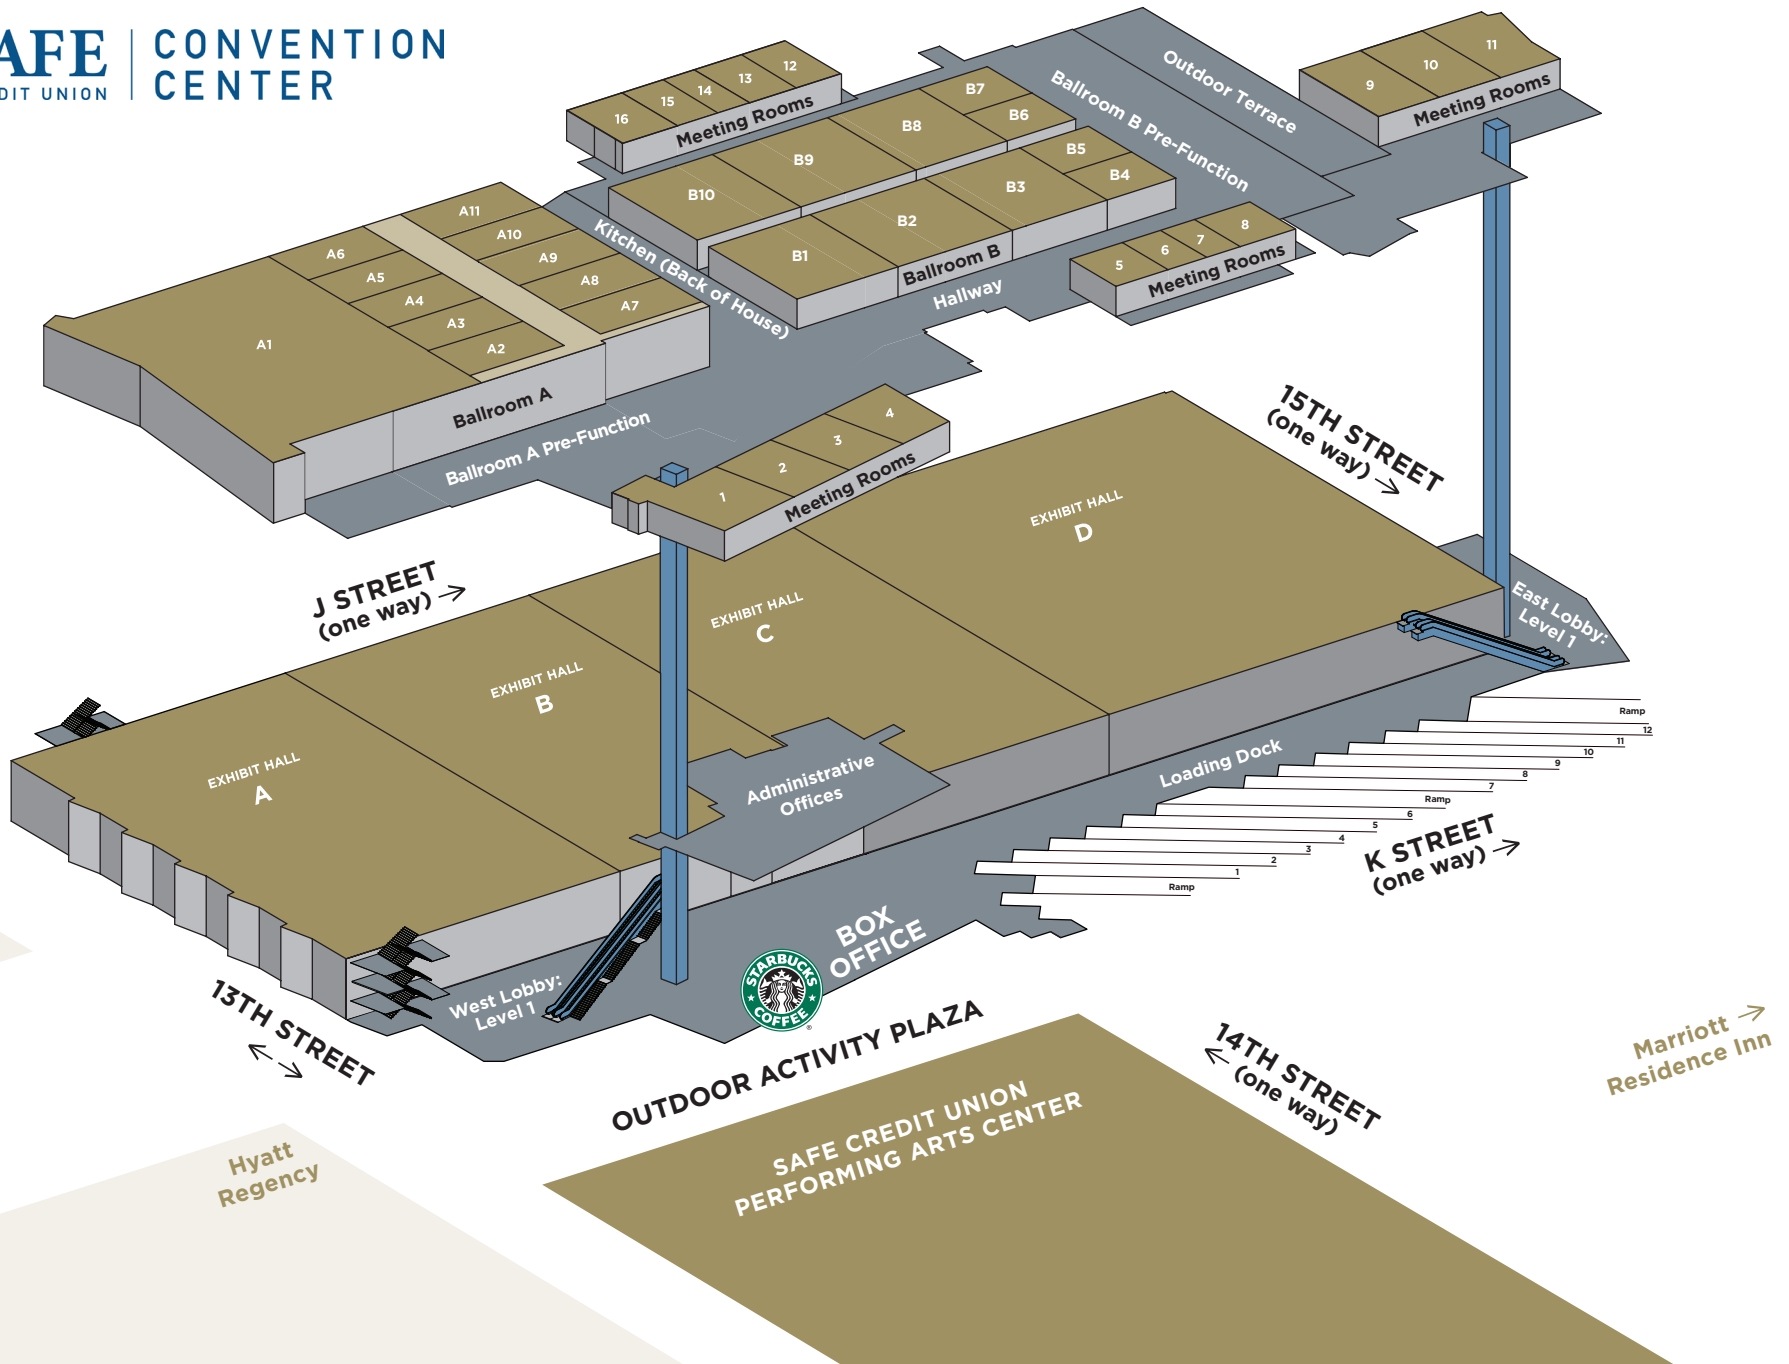 AFE
DIT UNION
CONVENTION
CENTER
16
15
14
13
12
Meeting Rooms
B10
B9
B8
B7
B6
B1
B2
B3
B5
B4
Ballroom B
Ballroom B Pre-Function
Outdoor Terrace
9
10
11
Meeting Rooms
5
6
7
8
Meeting Rooms
Hallway
Kitchen (Back of House)
A1
A6
A5
A4
A3
A2
A11
A10
A9
A8
A7
Ballroom A
Ballroom A Pre-Function
1
2
3
4
Meeting Rooms
15TH STREET
(one way)
J STREET
(one way)
EXHIBIT HALL
A
EXHIBIT HALL
B
EXHIBIT HALL
C
EXHIBIT HALL
D
East Lobby:
Level 1
Administrative
Offices
Loading Dock
Ramp
12
11
10
9
8
7
Ramp
6
5
4
3
2
1
Ramp
K STREET
(one way)
BOX
OFFICE
STARBUCKS
COFFEE
®
West Lobby:
Level 1
13TH STREET
OUTDOOR ACTIVITY PLAZA
14TH STREET
(one way)
Marriott
Residence Inn
Hyatt
Regency
SAFE CREDIT UNION
PERFORMING ARTS CENTER